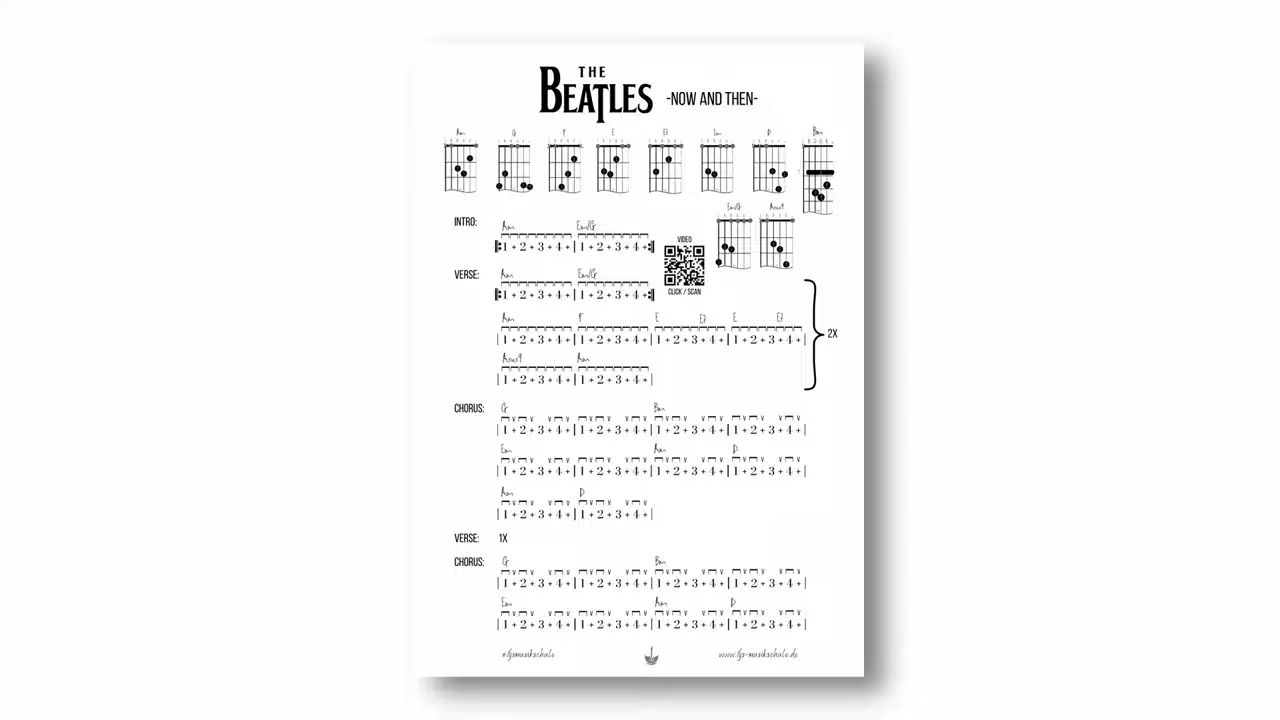 THE
BEATLES
-NOW AND THEN-
Am G F E E7 Em D Bm
Em/G Asus9
INTRO:
Am Em/G
1 + 2 + 3 + 4 + | 1 + 2 + 3 + 4 +
VIDEO
CLICK / SCAN
VERSE:
Am Em/G
1 + 2 + 3 + 4 + | 1 + 2 + 3 + 4 +
Am F E E7 E E7
| 1 + 2 + 3 + 4 + | 1 + 2 + 3 + 4 + | 1 + 2 + 3 + 4 + | 1 + 2 + 3 + 4 + |
2X
Asus9 Am
| 1 + 2 + 3 + 4 + | 1 + 2 + 3 + 4 + |
CHORUS:
G Bm
| 1 + 2 + 3 + 4 + | 1 + 2 + 3 + 4 + | 1 + 2 + 3 + 4 + | 1 + 2 + 3 + 4 + |
Em Am D
| 1 + 2 + 3 + 4 + | 1 + 2 + 3 + 4 + | 1 + 2 + 3 + 4 + | 1 + 2 + 3 + 4 + |
Am D
| 1 + 2 + 3 + 4 + | 1 + 2 + 3 + 4 + |
VERSE: 1X
CHORUS:
G Bm
| 1 + 2 + 3 + 4 + | 1 + 2 + 3 + 4 + | 1 + 2 + 3 + 4 + | 1 + 2 + 3 + 4 + |
Em Am D
| 1 + 2 + 3 + 4 + | 1 + 2 + 3 + 4 + | 1 + 2 + 3 + 4 + | 1 + 2 + 3 + 4 + |
#fgsmusikschule
www.fgs-musikschule.de